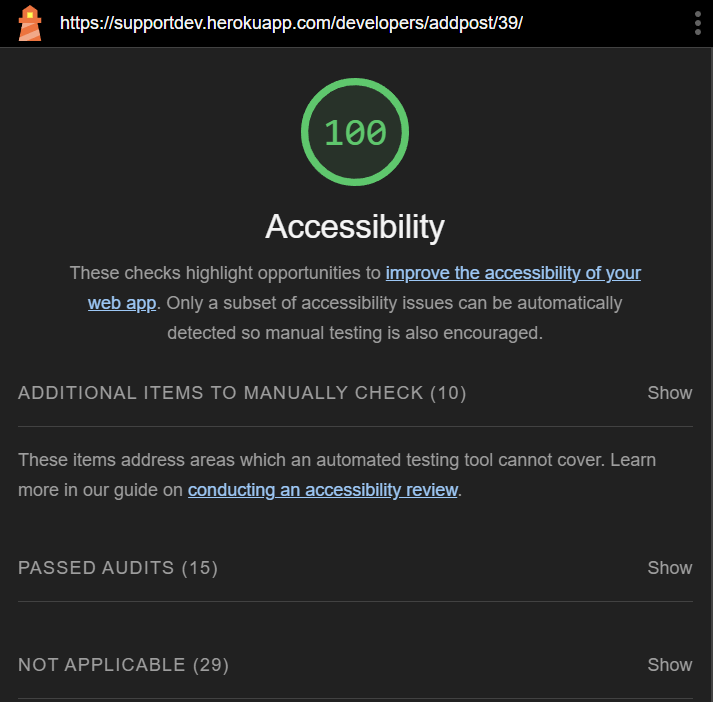 https://supportdev.herokuapp.com/developers/addpost/39/
100
Accessibility
These checks highlight opportunities to improve the accessibility of your
web app. Only a subset of accessibility issues can be automatically
detected so manual testing is also encouraged.
ADDITIONAL ITEMS TO MANUALLY CHECK (10) Show
These items address areas which an automated testing tool cannot cover. Learn
more in our guide on conducting an accessibility review.
PASSED AUDITS (15) Show
NOT APPLICABLE (29) Show